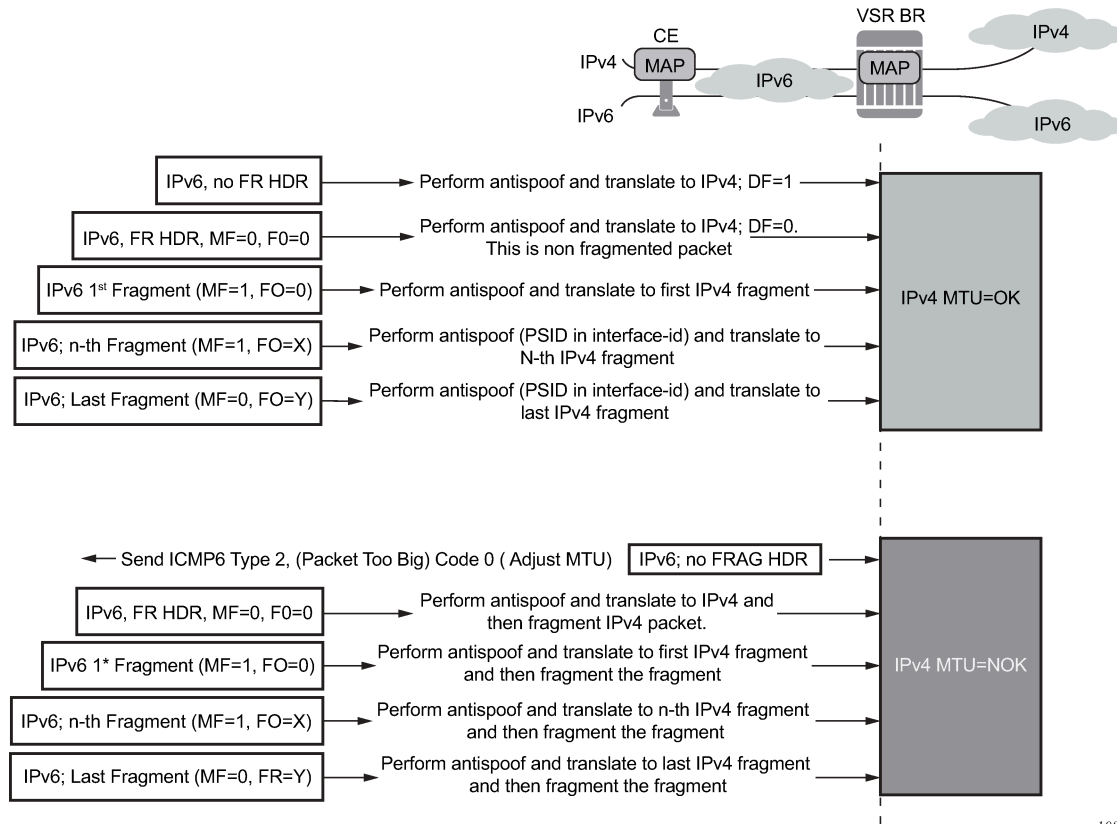 VSR BR
CE
IPv4
MAP
MAP
IPv4
IPv6
IPv6
IPv6
IPv6, no FR HDR
Perform antispoof and translate to IPv4; DF=1
IPv6, FR HDR, MF=0, F0=0
Perform antispoof and translate to IPv4; DF=0.
This is non fragmented packet
IPv6 1st Fragment (MF=1, FO=0)
Perform antispoof and translate to first IPv4 fragment
IPv4 MTU=OK
IPv6; n-th Fragment (MF=1, FO=X)
Perform antispoof (PSID in interface-id) and translate to
N-th IPv4 fragment
IPv6; Last Fragment (MF=0, FO=Y)
Perform antispoof (PSID in interface-id) and translate to
last IPv4 fragment
Send ICMP6 Type 2, (Packet Too Big) Code 0 ( Adjust MTU)
IPv6; no FRAG HDR
IPv6, FR HDR, MF=0, F0=0
Perform antispoof and translate to IPv4 and
then fragment IPv4 packet.
IPv6 1* Fragment (MF=1, FO=0)
Perform antispoof and translate to first IPv4 fragment
and then fragment the fragment
IPv4 MTU=NOK
IPv6; n-th Fragment (MF=1, FO=X)
Perform antispoof and translate to n-th IPv4 fragment
and then fragment the fragment
IPv6; Last Fragment (MF=0, FR=Y)
Perform antispoof and translate to last IPv4 fragment
and then fragment the fragment